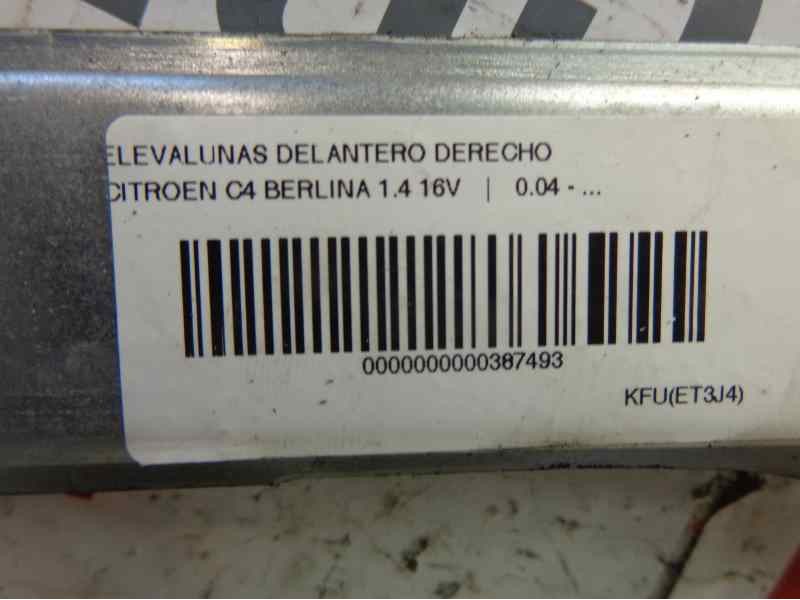 ELEVALUNAS DELANTERO DERECHO
CITROEN C4 BERLINA 1.4 16V | 0.04 - ...
0000000000387493
KFU(ET3J4)